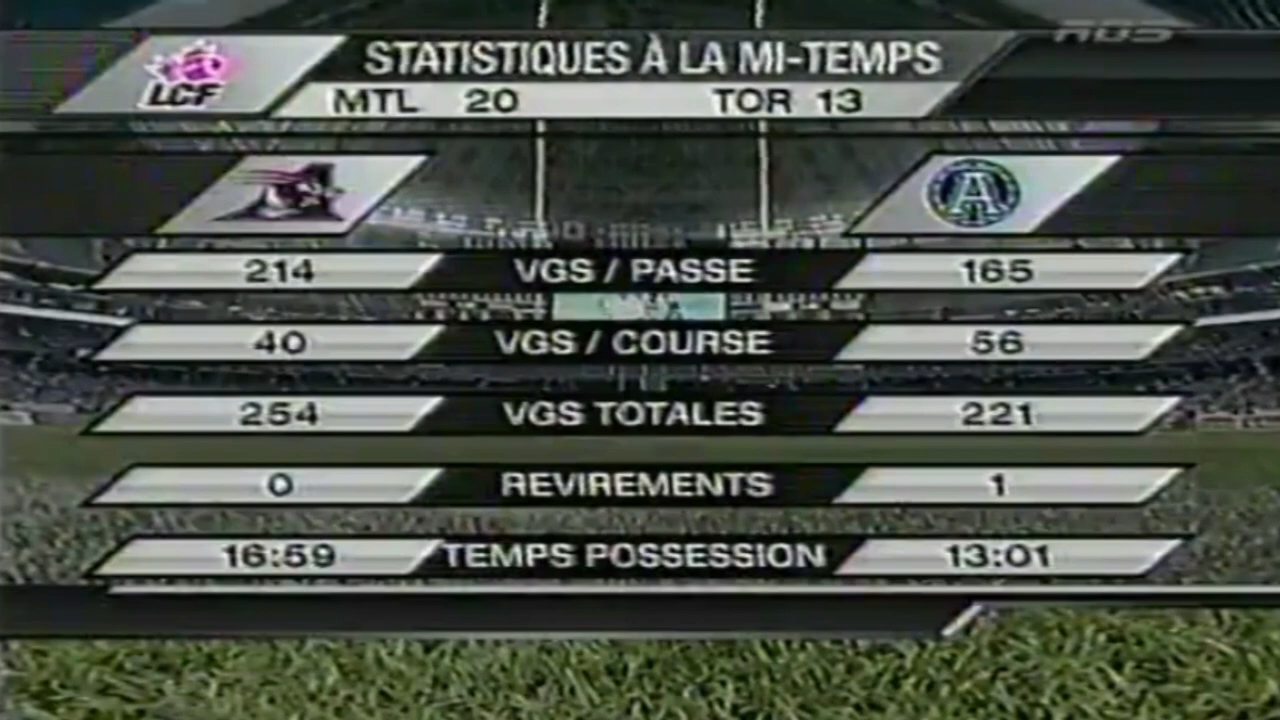 RDS
STATISTIQUES À LA MI-TEMPS
LCF
MTL 20 TOR 13
A
214 VGS / PASSE 165
40 VGS / COURSE 56
254 VGS TOTALES 221
0 REVIREMENTS 1
16:59 TEMPS POSSESSION 13:01